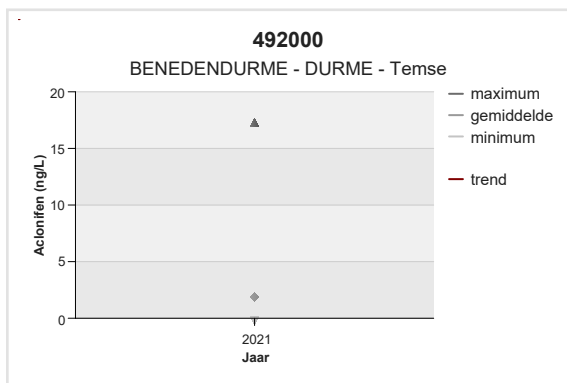 492000
BENEDENDURME - DURME - Temse
maximum
gemiddelde
minimum
trend
Aclonifen (ng/L)
20
15
10
5
0
2021
Jaar